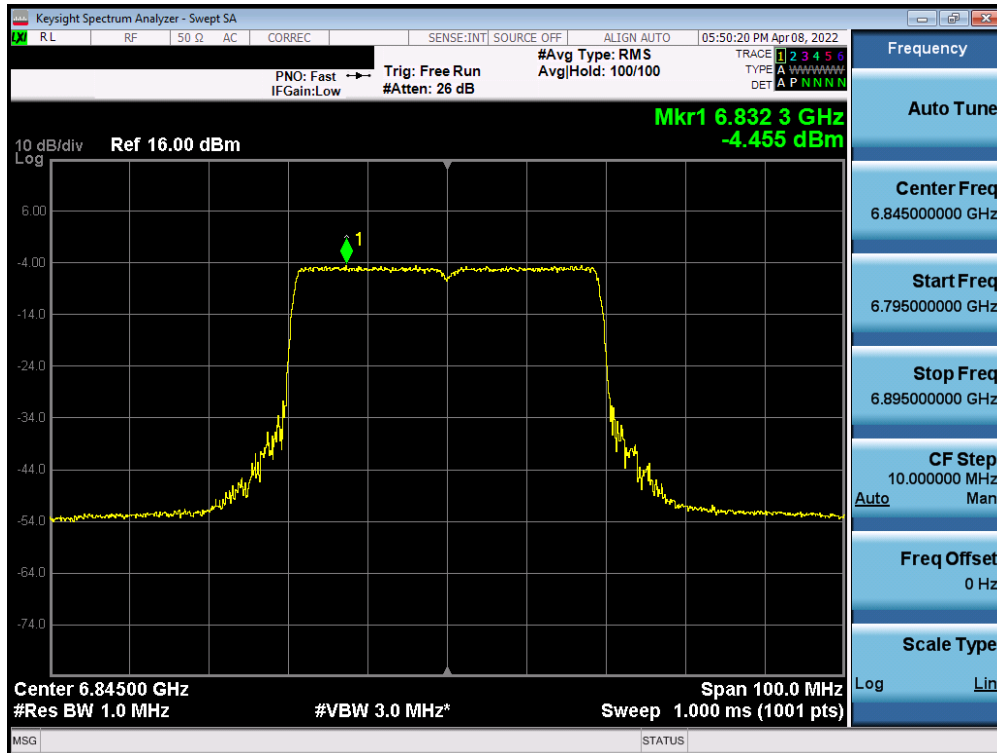 Keysight Spectrum Analyzer - Swept SA
LXI RL RF 50 Ω AC CORREC SENSE:INT SOURCE OFF ALIGN AUTO 05:50:20 PM Apr 08, 2022
PNO: Fast
IFGain:Low
Trig: Free Run
#Atten: 26 dB
#Avg Type: RMS
Avg|Hold: 100/100
TRACE 1 2 3 4 5 6
TYPE A WWWWW
DET A P N N N N
Mkr1 6.832 3 GHz
-4.455 dBm
10 dB/div Ref 16.00 dBm
Log
1
6.00
-4.00
-14.0
-24.0
-34.0
-44.0
-54.0
-64.0
-74.0
Center 6.84500 GHz Span 100.0 MHz
#Res BW 1.0 MHz #VBW 3.0 MHz* Sweep 1.000 ms (1001 pts)
MSG STATUS
Frequency
Auto Tune
Center Freq
6.845000000 GHz
Start Freq
6.795000000 GHz
Stop Freq
6.895000000 GHz
CF Step
10.000000 MHz
Auto Man
Freq Offset
0 Hz
Scale Type
Log Lin